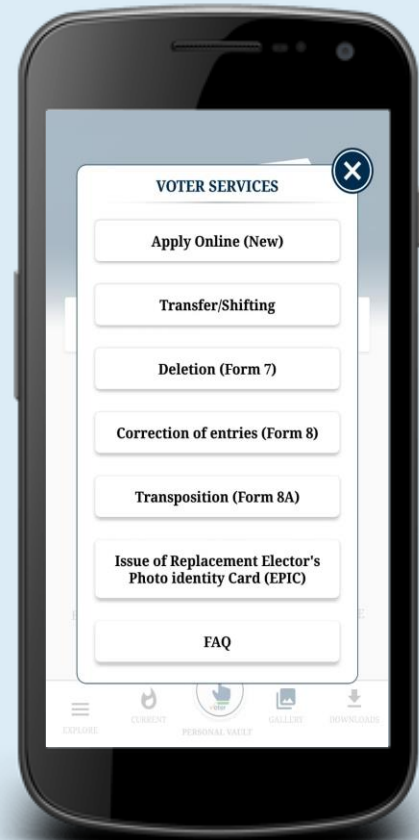 VOTER SERVICES
Apply Online (New)
Transfer/Shifting
Deletion (Form 7)
Correction of entries (Form 8)
Transposition (Form 8A)
Issue of Replacement Elector's
Photo identity Card (EPIC)
FAQ
EXPLORE
CURRENT
PERSONAL VAULT
GALLERY
DOWNLOADS